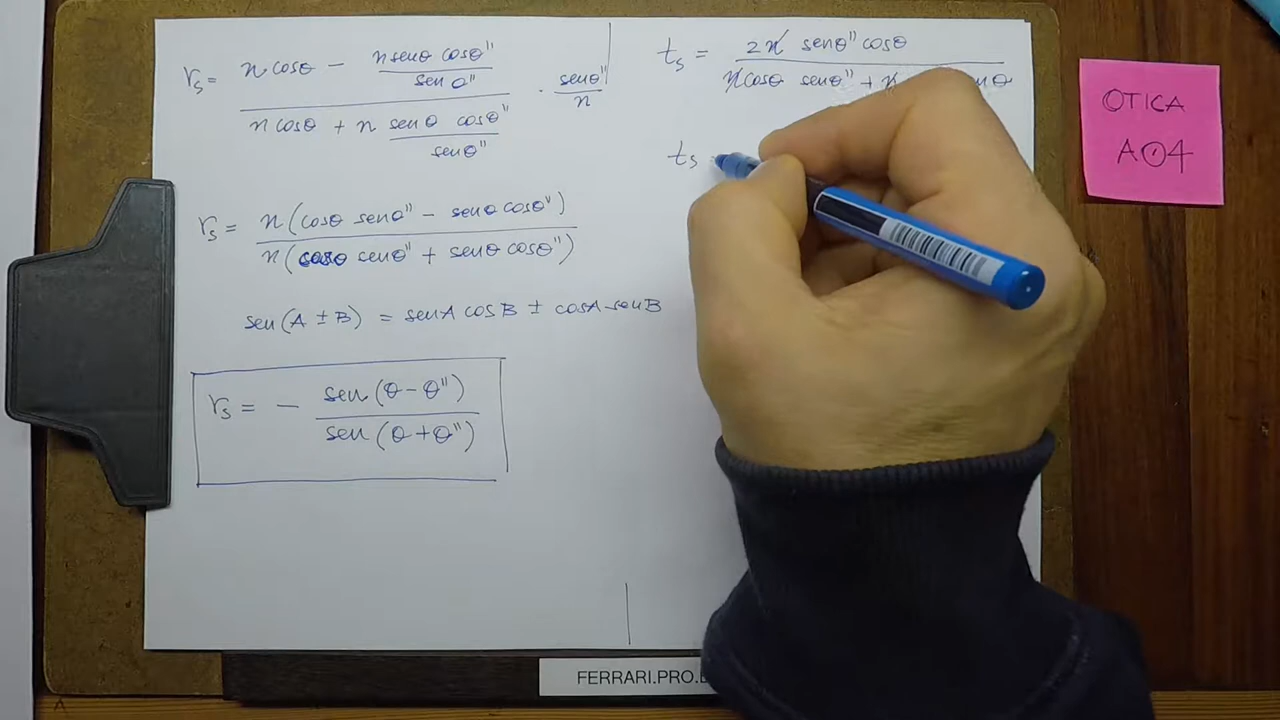 rs = n cosθ − n senθ cosθ'' / sen θ''
n cosθ + n senθ cosθ'' / senθ'' · senθ'' / n
rs = n (cosθ senθ'' − senθ cosθ'')
n (cosθ senθ'' + senθ cosθ'')
sen (A ± B) = senA cosB ± cosA senB
rs = − sen (θ − θ'')
sen (θ + θ'')
ts = 2n senθ'' cosθ
n cosθ senθ'' + n
ts
OTICA
A04
FERRARI.PRO.